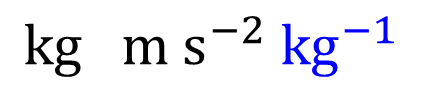 kg m s⁻² kg⁻¹